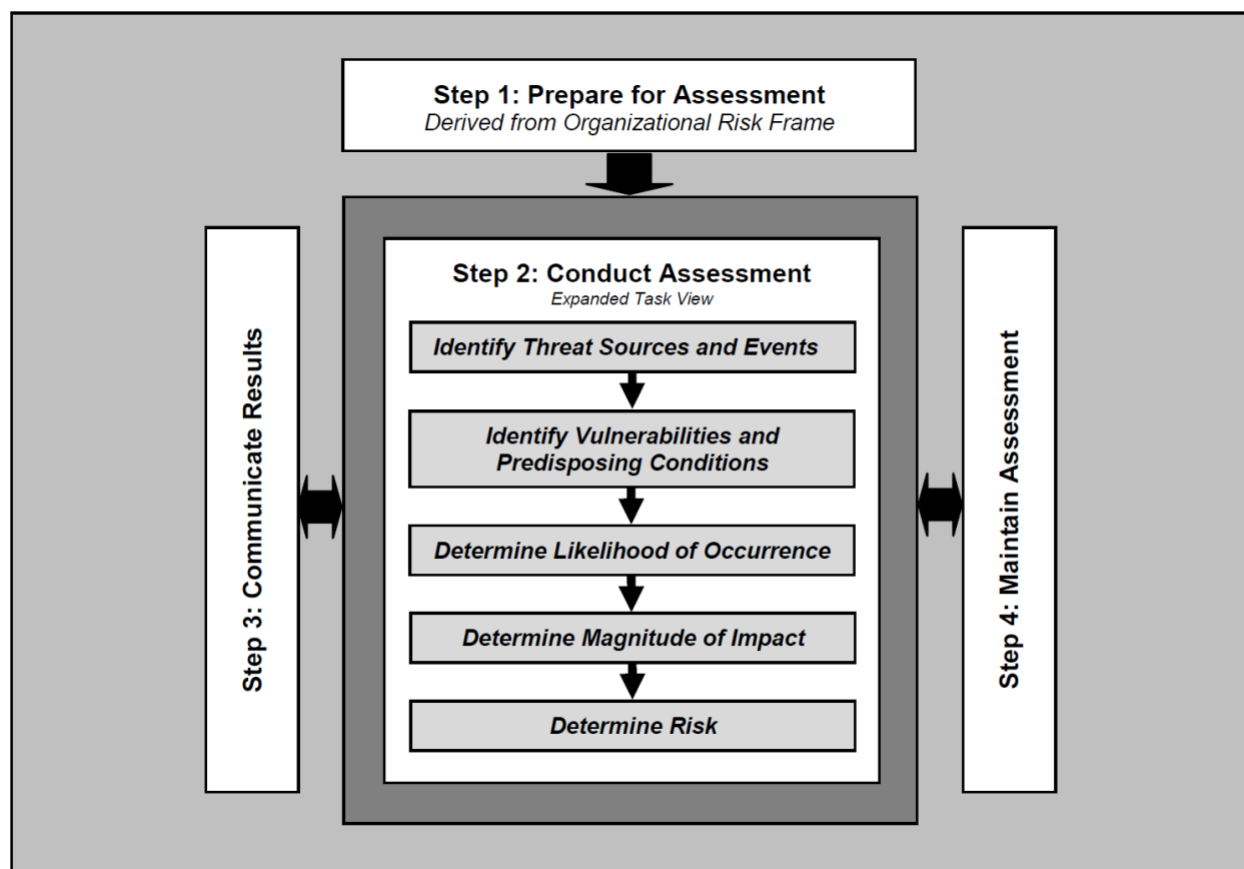 Step 1: Prepare for Assessment
Derived from Organizational Risk Frame
Step 2: Conduct Assessment
Expanded Task View
Identify Threat Sources and Events
Identify Vulnerabilities and
Predisposing Conditions
Determine Likelihood of Occurrence
Determine Magnitude of Impact
Determine Risk
Step 3: Communicate Results
Step 4: Maintain Assessment